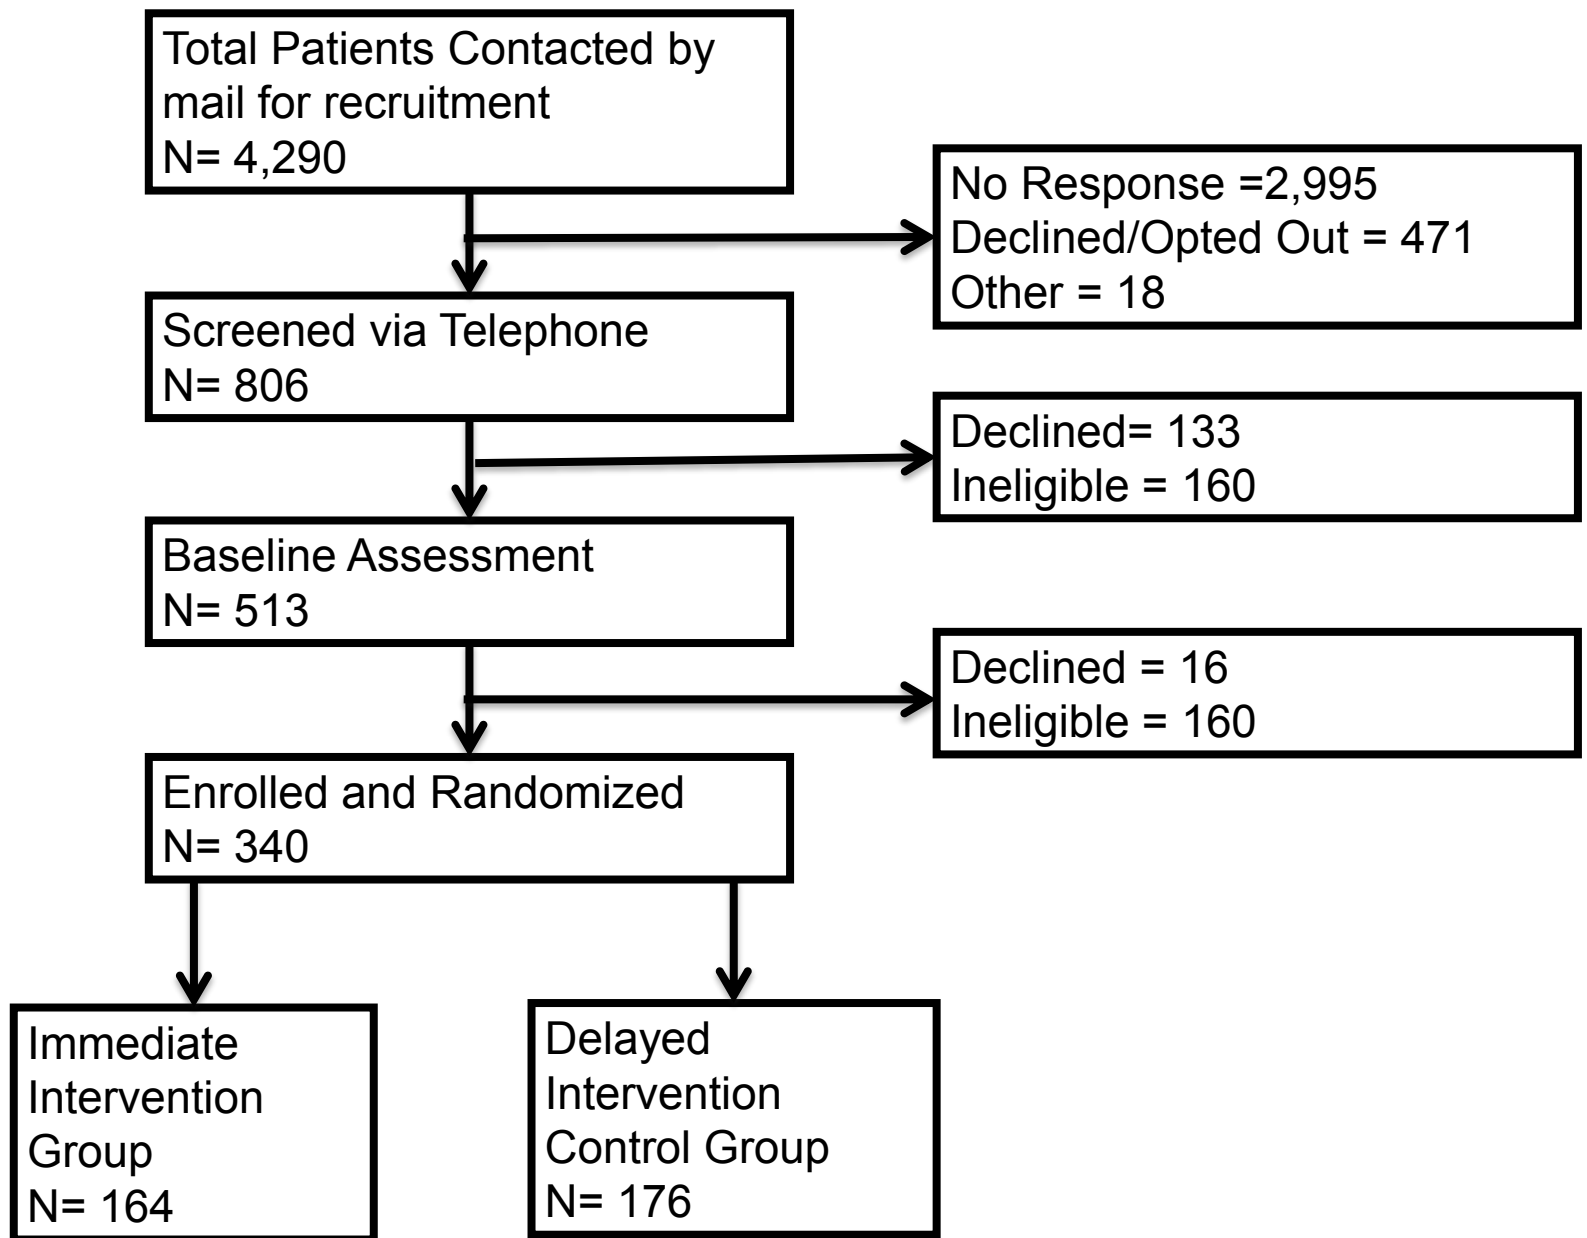 Total Patients Contacted by
mail for recruitment
N= 4,290
No Response =2,995
Declined/Opted Out = 471
Other = 18
Screened via Telephone
N= 806
Declined= 133
Ineligible = 160
Baseline Assessment
N= 513
Declined = 16
Ineligible = 160
Enrolled and Randomized
N= 340
Immediate
Intervention
Group
N= 164
Delayed
Intervention
Control Group
N= 176